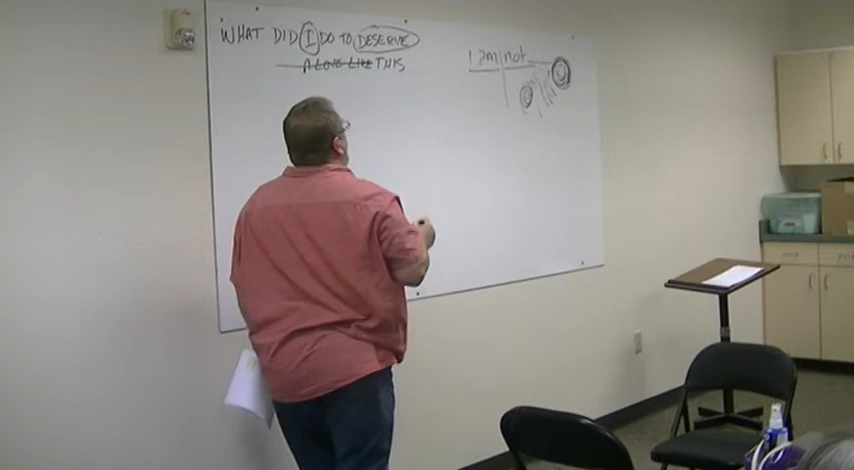 WHAT DID I DO TO DESERVE
A LOVE LIKE THIS
I am not